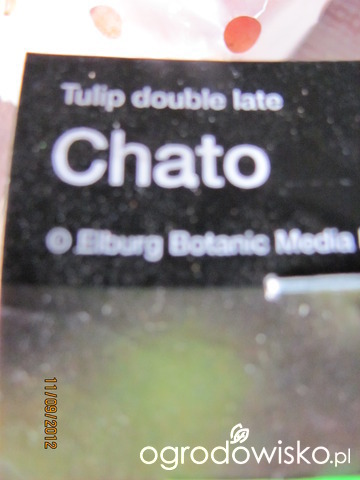 Tulip double late
Chato
© Elburg Botanic Media
11/09/2012
ogrodowisko.pl